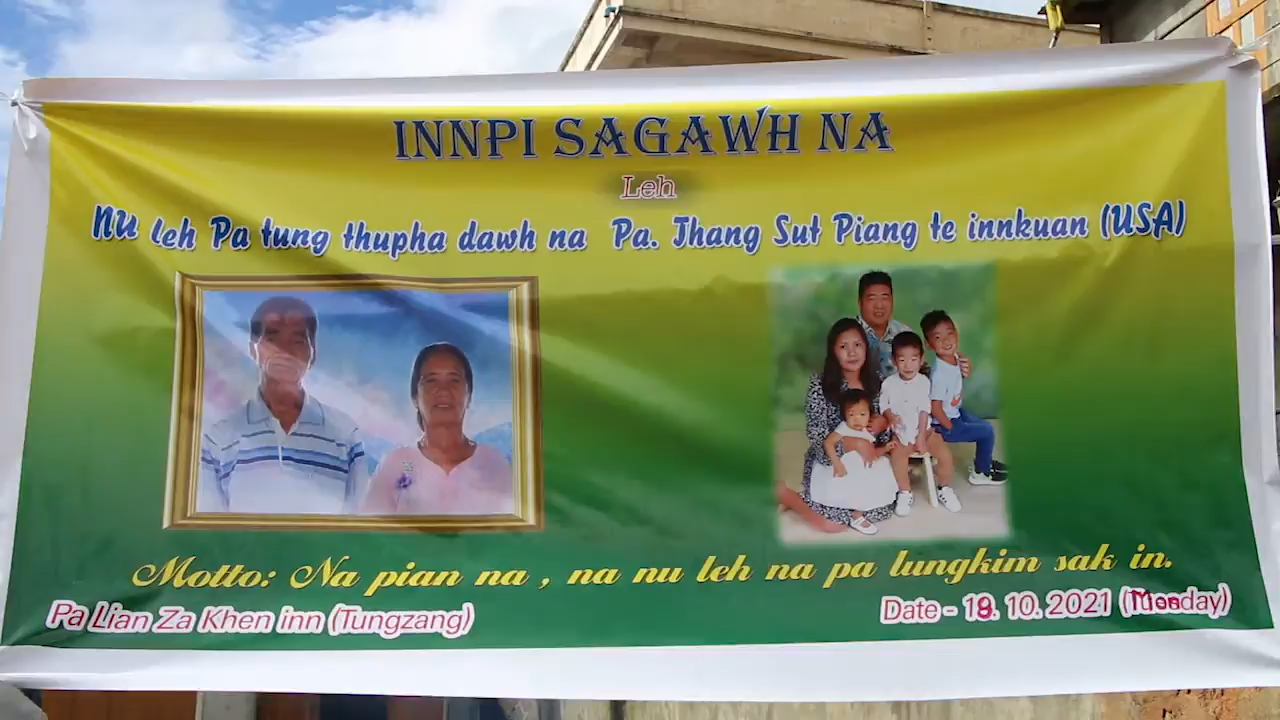 INNPI SAGAWH NA
Leh
NU leh Pa tung thupha dawh na Pa. Thang Sut Piang te innkuan (USA)
Motto: Na pian na , na nu leh na pa lungkim sak in.
Pa Lian Za Khen inn (Tungzang)
Date - 19. 10. 2021 (Tuesday)